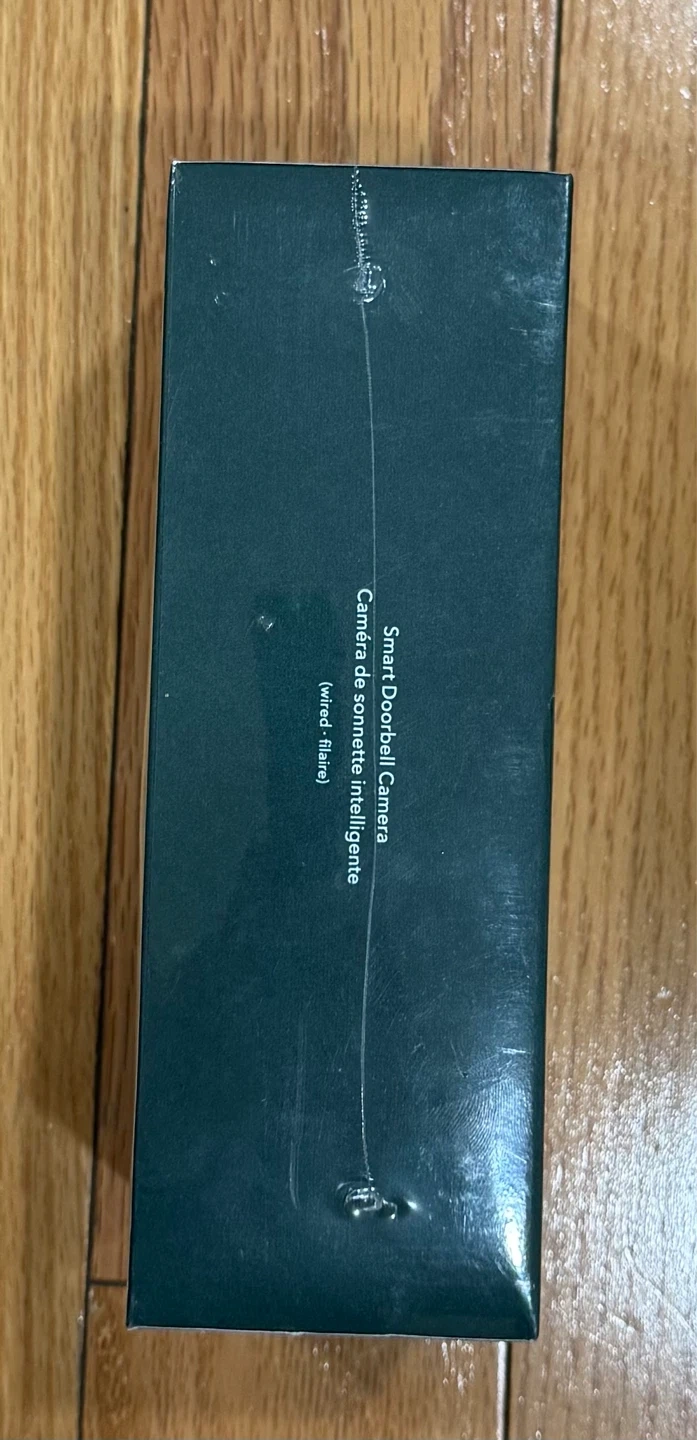 Smart Doorbell Camera
Caméra de sonnette intelligente
(wired · filaire)